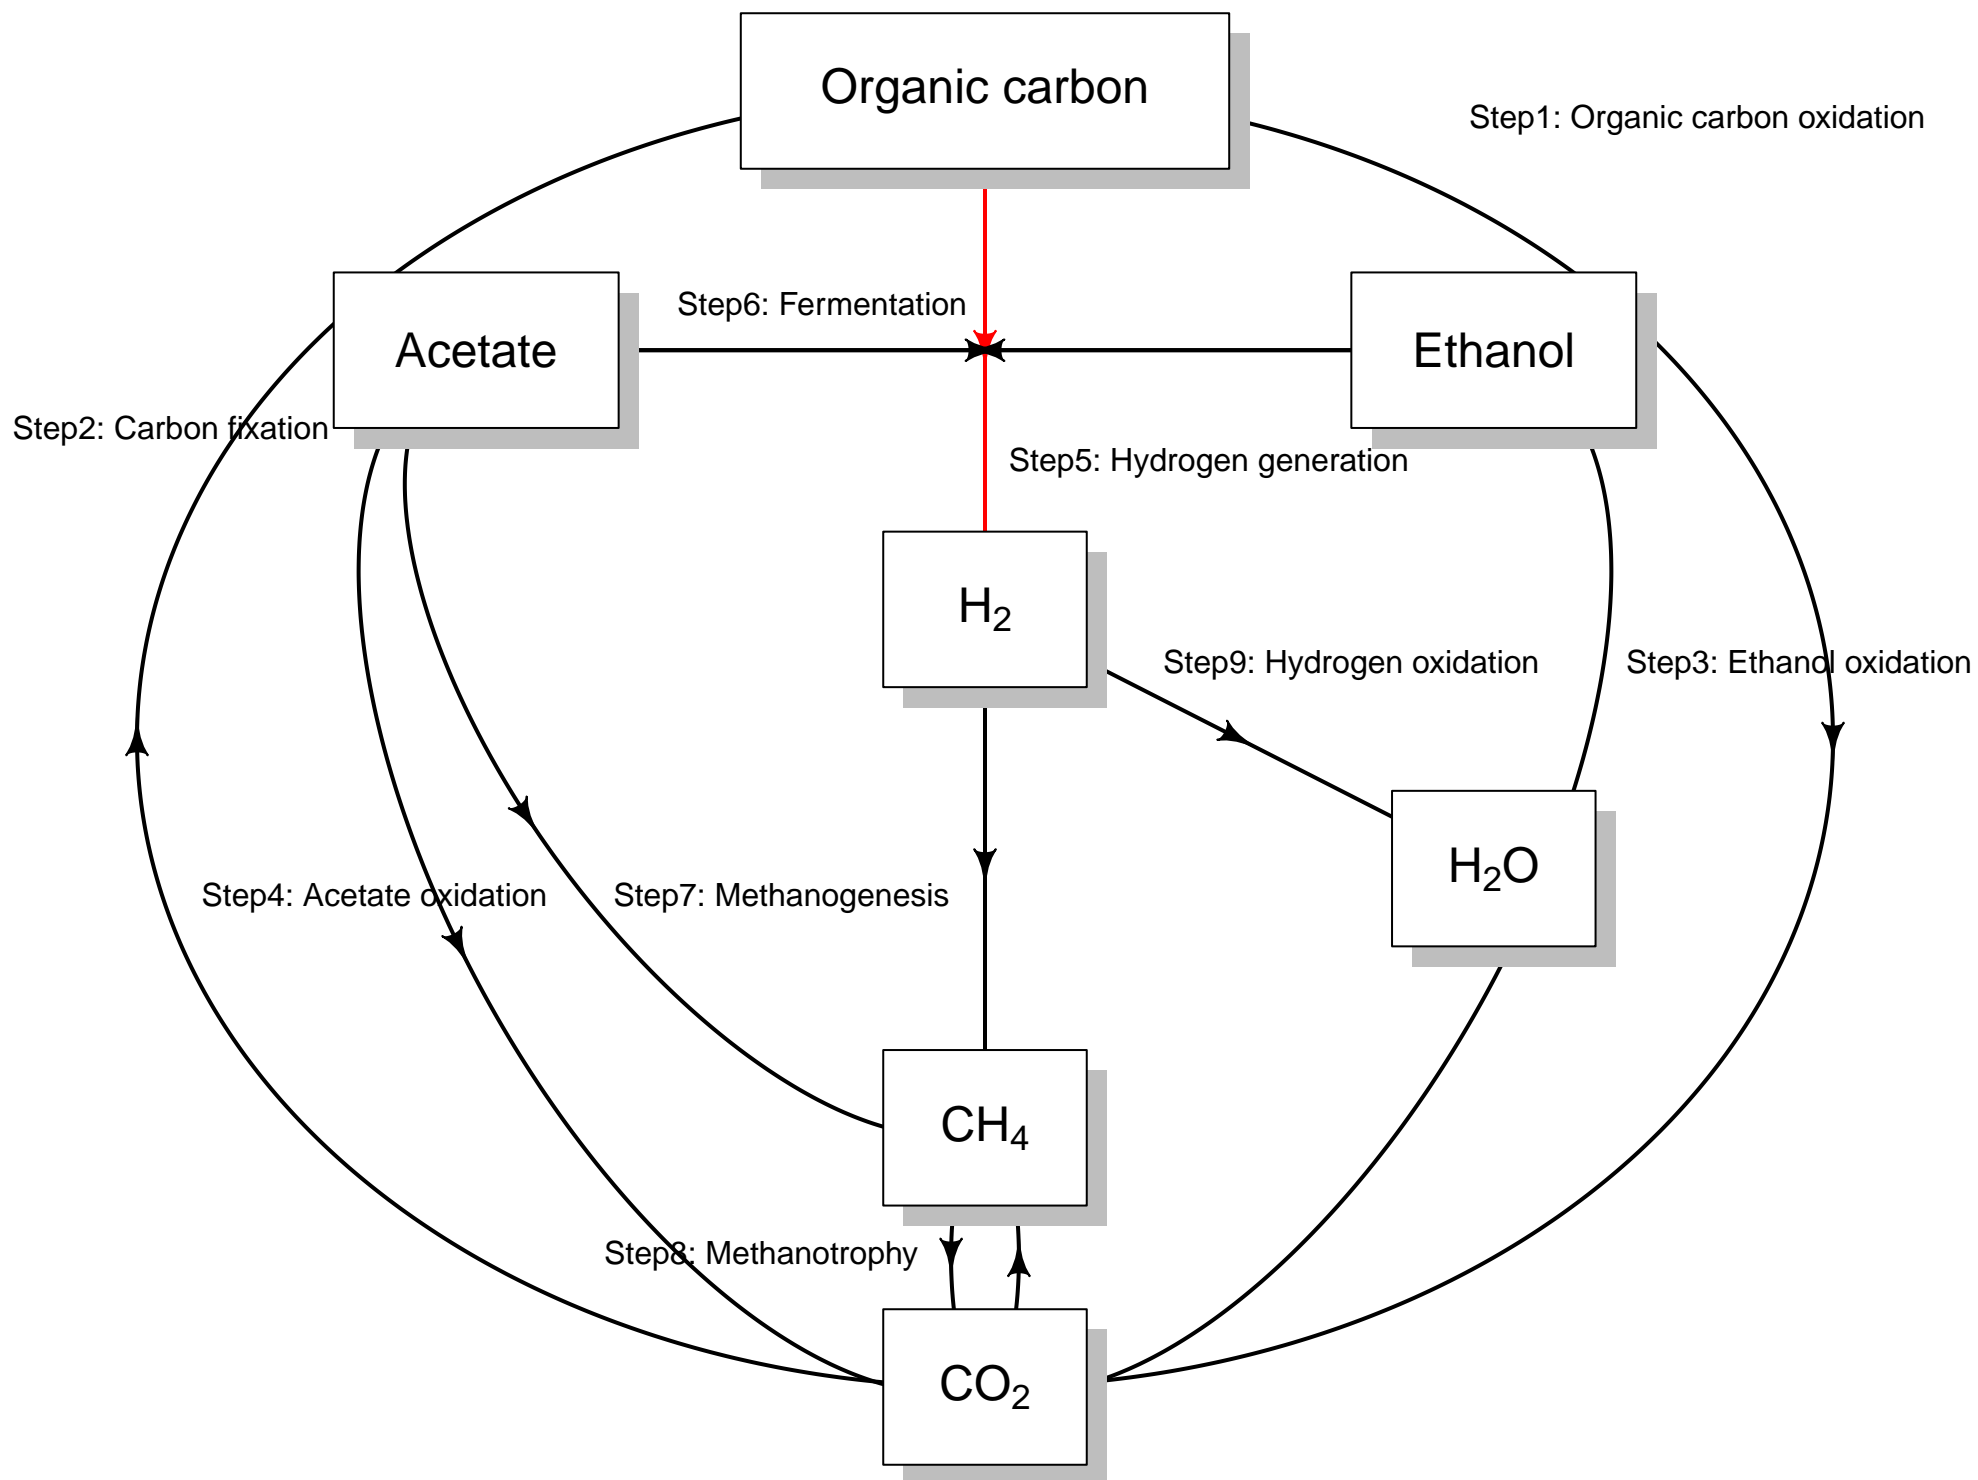 Organic carbon
Step1: Organic carbon oxidation
Step6: Fermentation
Acetate
Ethanol
Step2: Carbon fixation
Step5: Hydrogen generation
H₂
Step9: Hydrogen oxidation
Step3: Ethanol oxidation
H₂O
Step4: Acetate oxidation
Step7: Methanogenesis
CH₄
Step8: Methanotrophy
CO₂